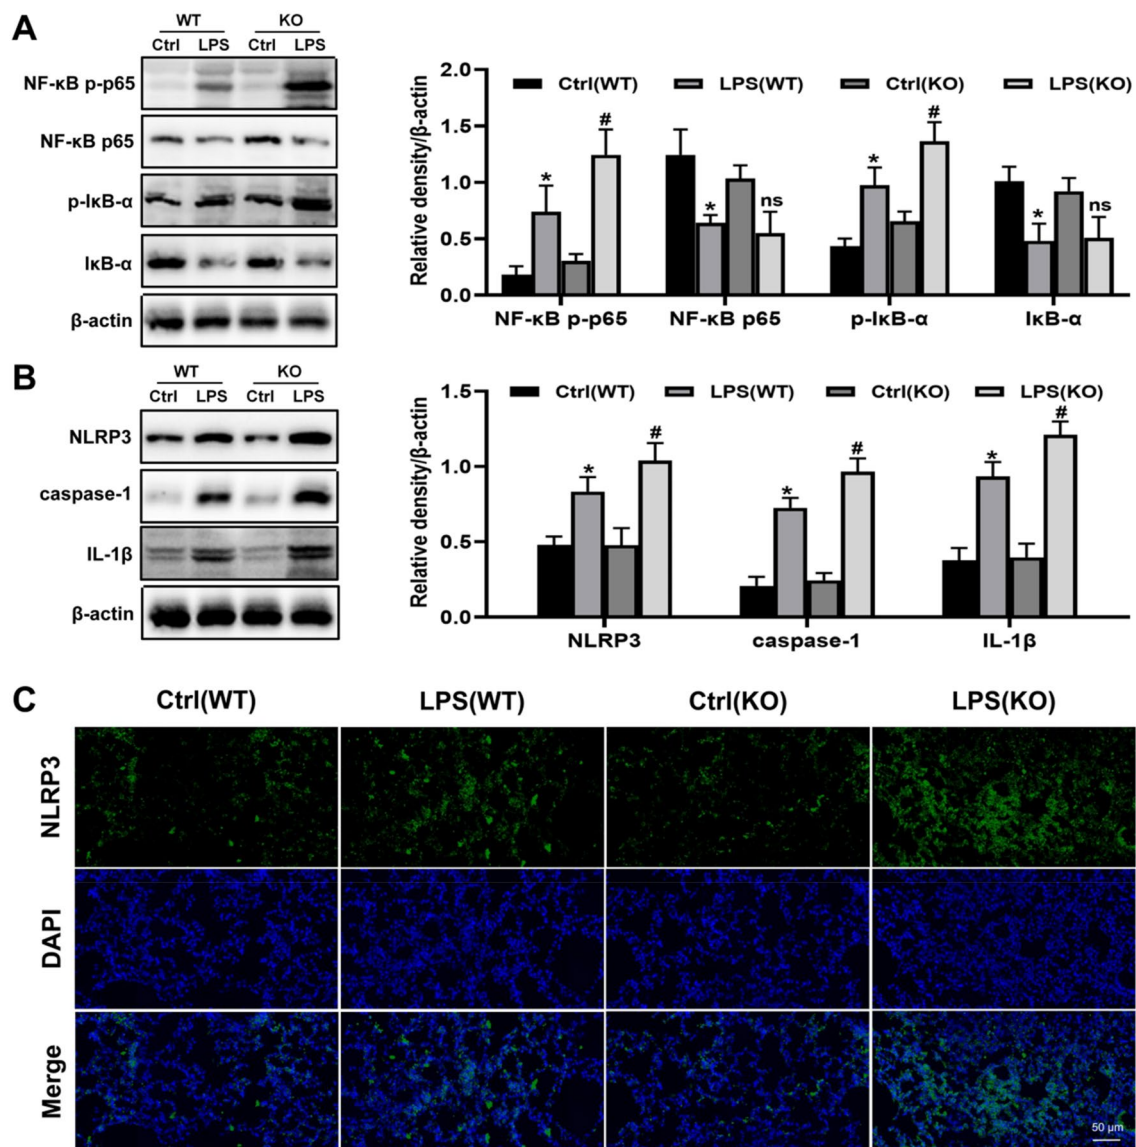 A
WT KO
Ctrl LPS Ctrl LPS
NF-κB p-p65
NF-κB p65
p-IκB-α
IκB-α
β-actin
Relative density/β-actin
2.0
1.5
1.0
0.5
0.0
Ctrl(WT) LPS(WT) Ctrl(KO) LPS(KO)
* # * ns * # * ns
NF-κB p-p65 NF-κB p65 p-IκB-α IκB-α
B
WT KO
Ctrl LPS Ctrl LPS
NLRP3
caspase-1
IL-1β
β-actin
Relative density/β-actin
1.5
1.0
0.5
0.0
Ctrl(WT) LPS(WT) Ctrl(KO) LPS(KO)
* # * # * #
NLRP3 caspase-1 IL-1β
C
Ctrl(WT) LPS(WT) Ctrl(KO) LPS(KO)
NLRP3
DAPI
Merge
50 μm